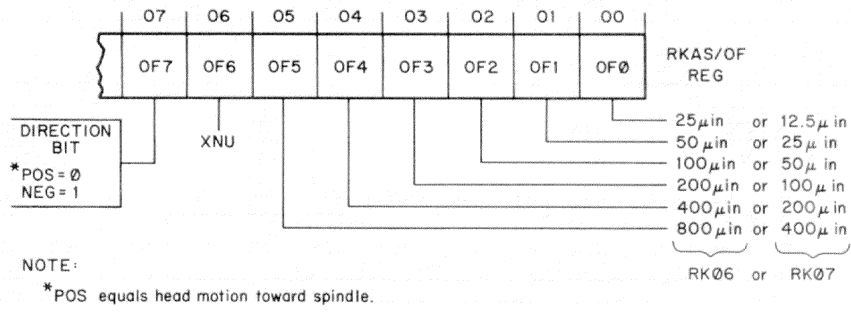 07 06 05 04 03 02 01 00
OF7 OF6 OF5 OF4 OF3 OF2 OF1 OFØ
RKAS/OF
REG
DIRECTION
BIT
*POS = Ø
NEG = 1
XNU
25μin or 12.5μ in
50μin or 25μ in
100μin or 50μ in
200μin or 100μ in
400μin or 200μ in
800μin or 400μ in
RKØ6 or RKØ7
NOTE:
*POS equals head motion toward spindle.